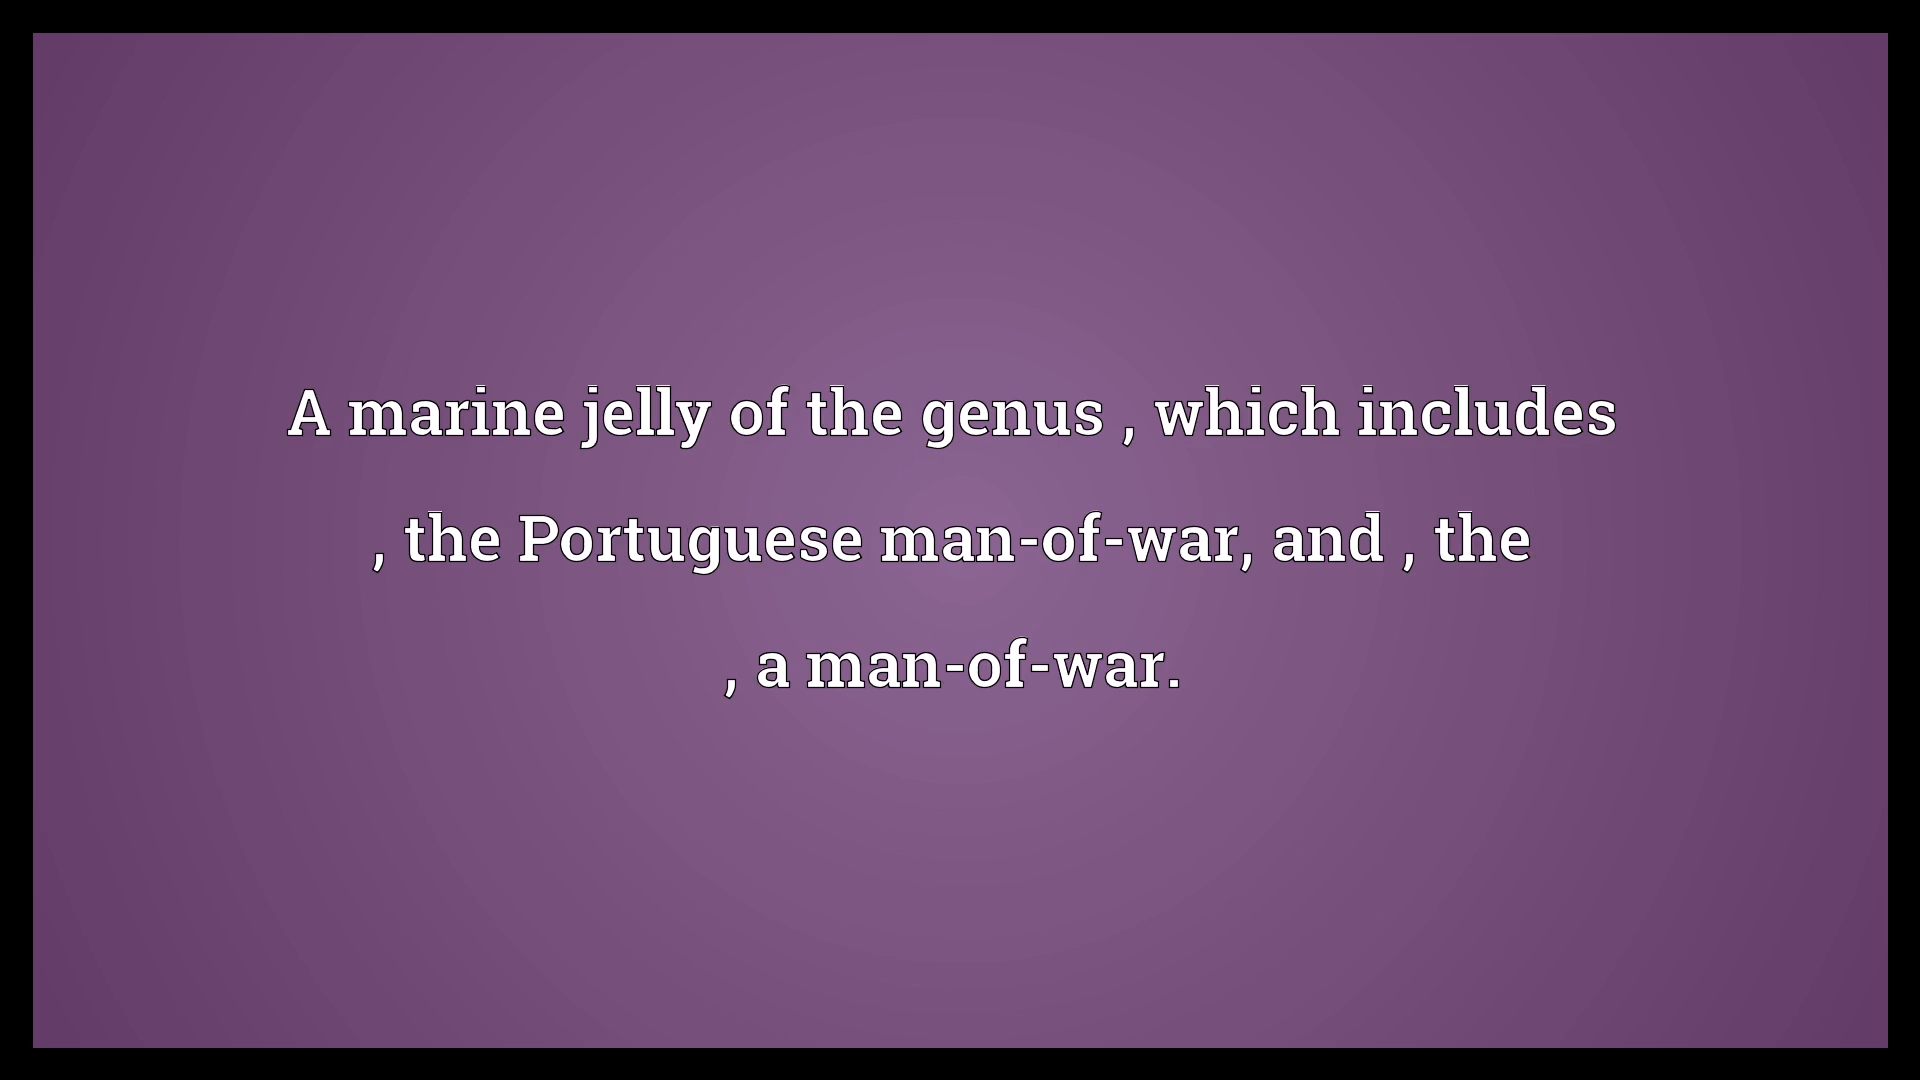 A marine jelly of the genus , which includes
, the Portuguese man-of-war, and , the
, a man-of-war.